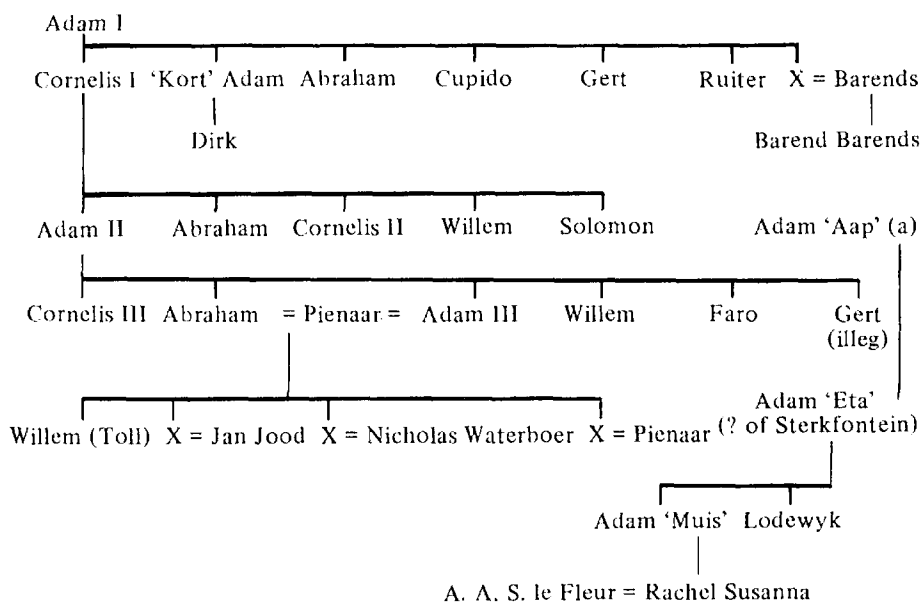 Adam I
Cornelis I ‘Kort’ Adam Abraham Cupido Gert Ruiter X = Barends
Dirk Barend Barends
Adam II Abraham Cornelis II Willem Solomon Adam ‘Aap’ (a)
Cornelis III Abraham = Pienaar = Adam III Willem Faro Gert
(illeg)
Adam ‘Eta’
Willem (Toll) X = Jan Jood X = Nicholas Waterboer X = Pienaar (? of Sterkfontein)
Adam ‘Muis’ Lodewyk
A. A. S. le Fleur = Rachel Susanna